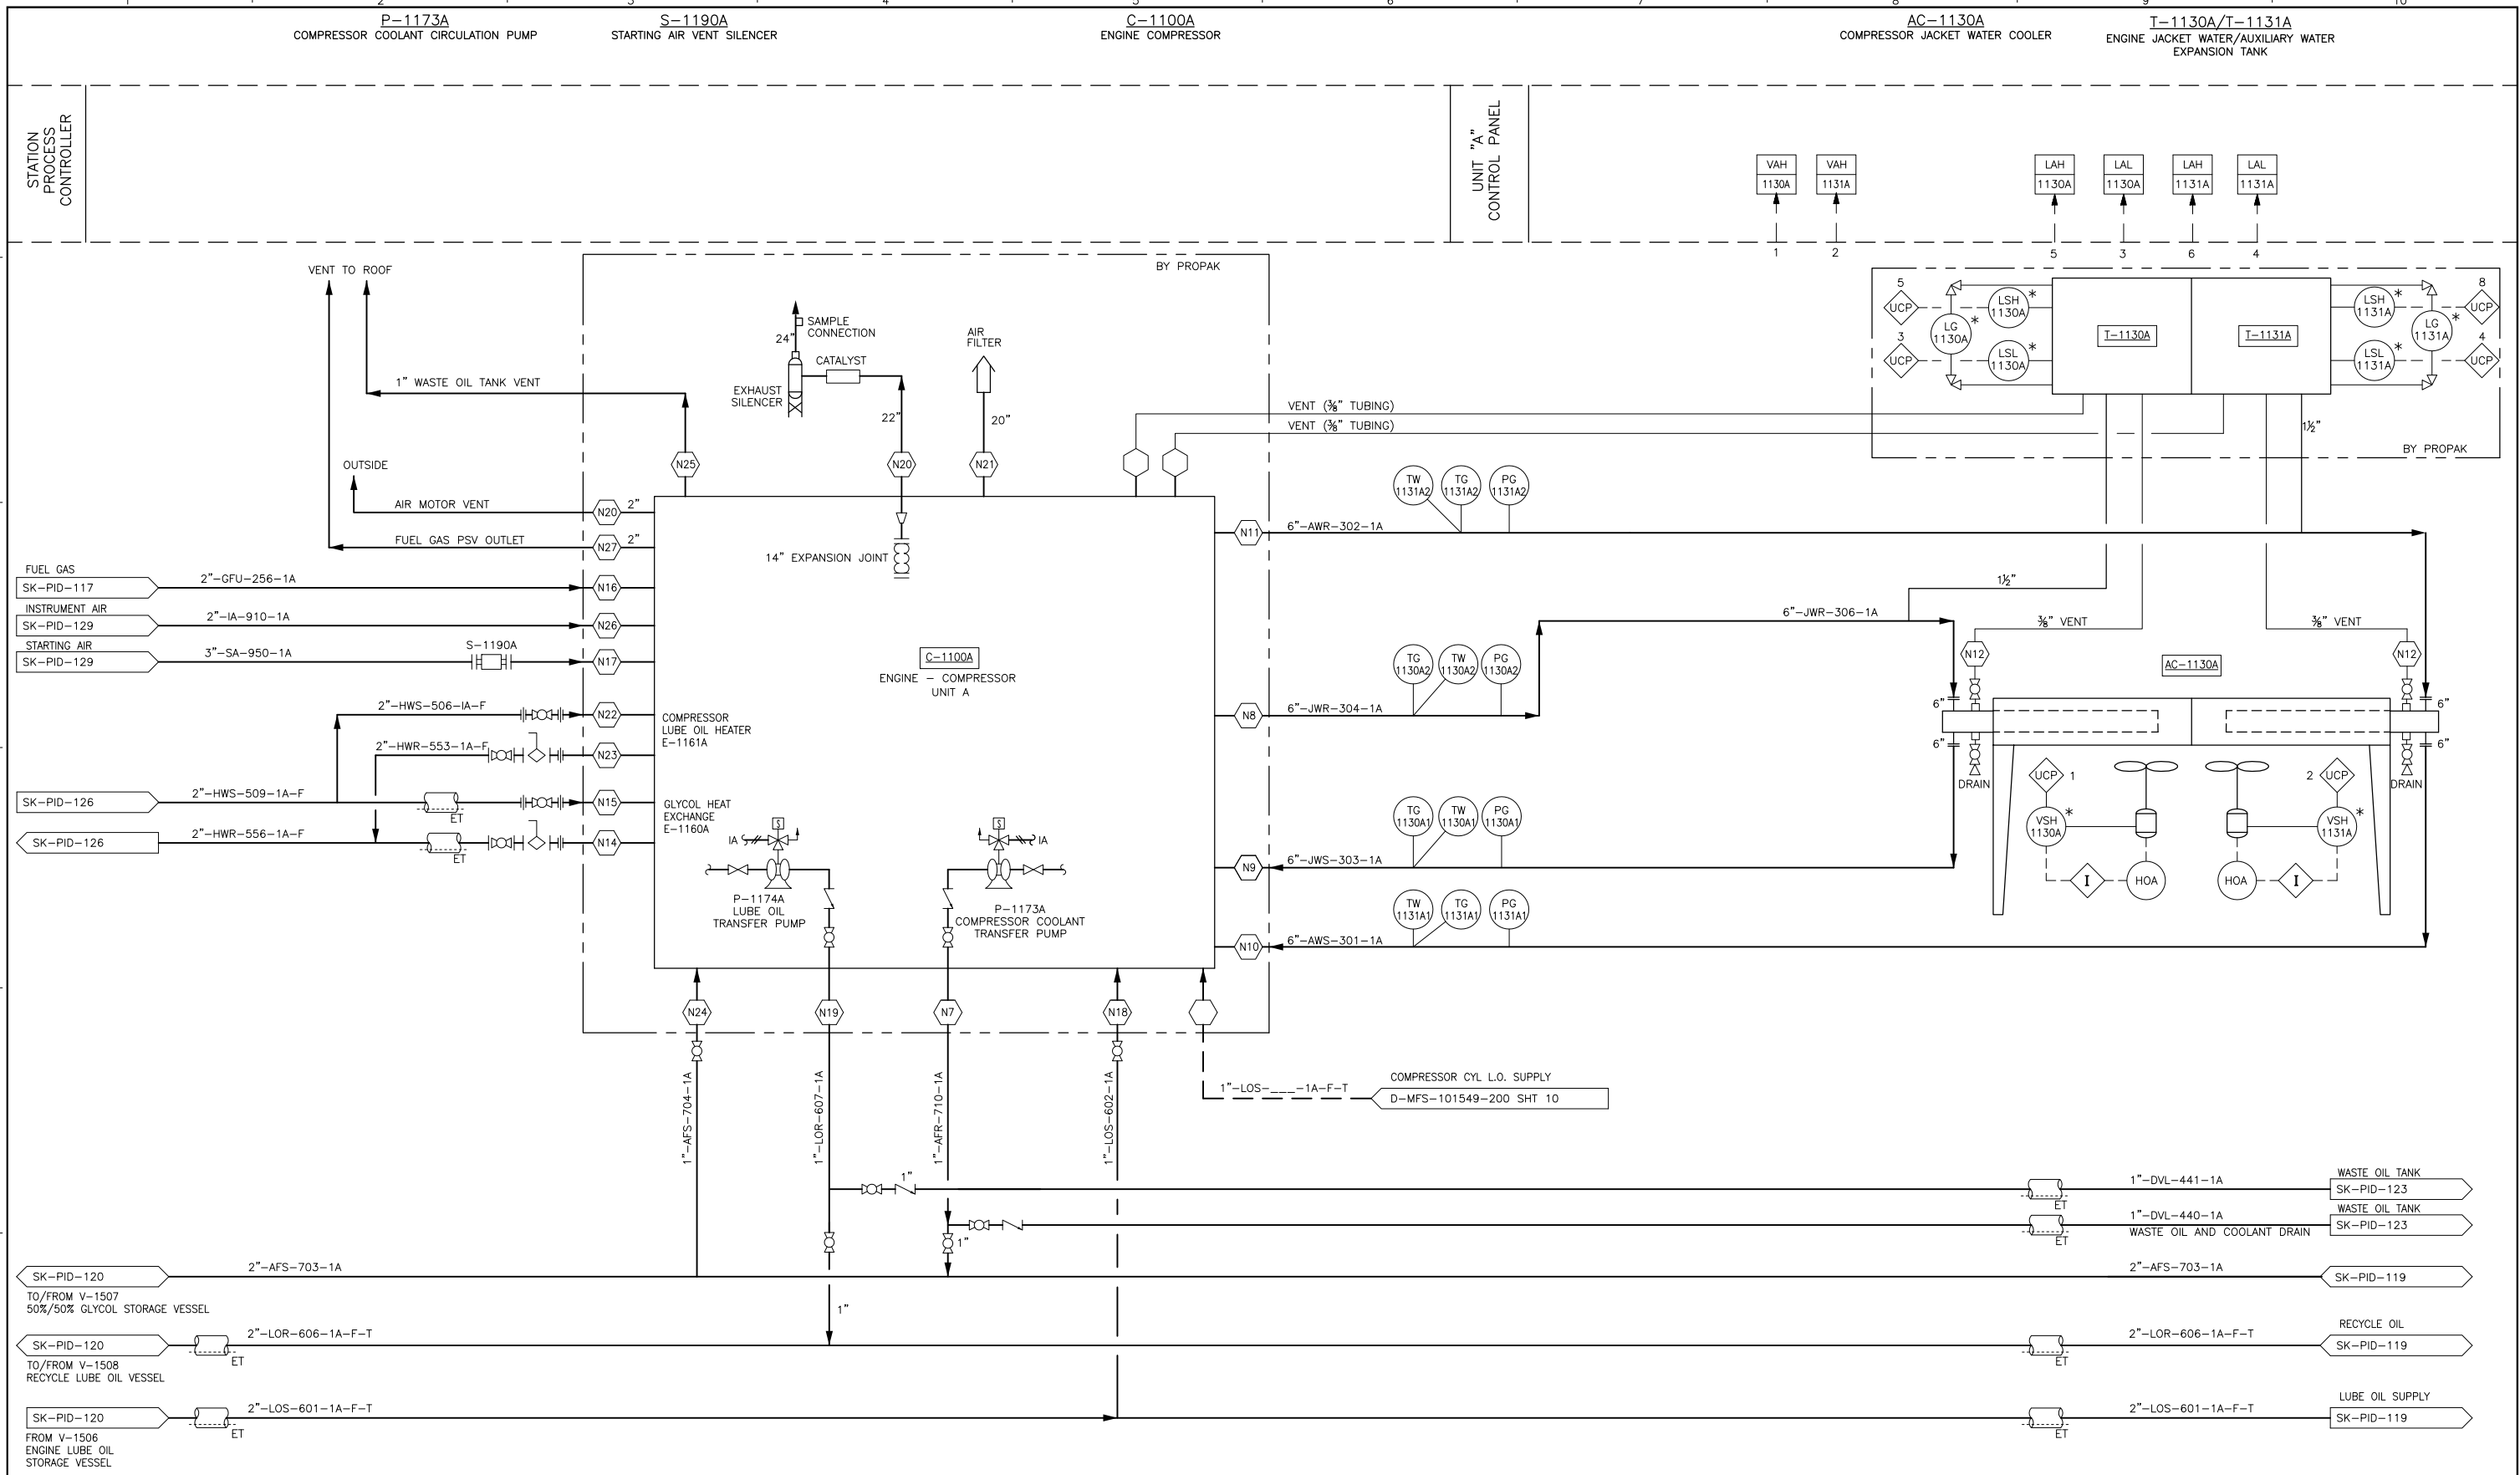 1 2 3 4 5 6 7 8 9 10
P-1173A
COMPRESSOR COOLANT CIRCULATION PUMP
S-1190A
STARTING AIR VENT SILENCER
C-1100A
ENGINE COMPRESSOR
AC-1130A
COMPRESSOR JACKET WATER COOLER
T-1130A/T-1131A
ENGINE JACKET WATER/AUXILIARY WATER
EXPANSION TANK
STATION
PROCESS
CONTROLLER
UNIT "A"
CONTROL PANEL
VAH
1130A
VAH
1131A
LAH
1130A
LAL
1130A
LAH
1131A
LAL
1131A
1 2 5 3 6 4
VENT TO ROOF
BY PROPAK
SAMPLE
CONNECTION
24"
CATALYST
EXHAUST
SILENCER
22"
AIR
FILTER
20"
1" WASTE OIL TANK VENT
OUTSIDE
AIR MOTOR VENT
FUEL GAS PSV OUTLET
N25
N20
N21
N20 2"
N27 2"
14" EXPANSION JOINT
VENT (⅜" TUBING)
VENT (⅜" TUBING)
5
UCP
3
UCP
LG
1130A
*
LSH
1130A
*
LSL
1130A
*
T-1130A
T-1131A
LSH
1131A
*
LSL
1131A
*
LG
1131A
*
8
UCP
4
UCP
1½"
BY PROPAK
FUEL GAS
SK-PID-117
2"-GFU-256-1A
N16
INSTRUMENT AIR
SK-PID-129
2"-IA-910-1A
N26
STARTING AIR
SK-PID-129
3"-SA-950-1A
S-1190A
N17
C-1100A
ENGINE - COMPRESSOR
UNIT A
2"-HWS-506-IA-F
N22
COMPRESSOR
LUBE OIL HEATER
E-1161A
2"-HWR-553-1A-F
N23
SK-PID-126
2"-HWS-509-1A-F
ET
N15
GLYCOL HEAT
EXCHANGE
E-1160A
SK-PID-126
2"-HWR-556-1A-F
ET
N14
S
IA
P-1174A
LUBE OIL
TRANSFER PUMP
S
IA
P-1173A
COMPRESSOR COOLANT
TRANSFER PUMP
TW
1131A2
TG
1131A2
PG
1131A2
N11
6"-AWR-302-1A
TG
1130A2
TW
1130A2
PG
1130A2
N8
6"-JWR-304-1A
6"-JWR-306-1A
1½"
⅜" VENT
⅜" VENT
TG
1130A1
TW
1130A1
PG
1130A1
N9
6"-JWS-303-1A
TW
1131A1
TG
1131A1
PG
1131A1
N10
6"-AWS-301-1A
N12
N12
AC-1130A
6"
6"
6"
6"
DRAIN
DRAIN
UCP 1
2 UCP
VSH
1130A
*
VSH
1131A
*
I
HOA
HOA
I
N24
N19
N7
N18
1"-AFS-704-1A
1"-LOR-607-1A
1"-AFR-710-1A
1"-LOS-602-1A
1"-LOS-___-1A-F-T
COMPRESSOR CYL L.O. SUPPLY
D-MFS-101549-200 SHT 10
1"
1"-DVL-441-1A
ET
WASTE OIL TANK
SK-PID-123
1"
1"-DVL-440-1A
ET
WASTE OIL AND COOLANT DRAIN
WASTE OIL TANK
SK-PID-123
SK-PID-120
2"-AFS-703-1A
TO/FROM V-1507
50%/50% GLYCOL STORAGE VESSEL
2"-AFS-703-1A
SK-PID-119
1"
SK-PID-120
2"-LOR-606-1A-F-T
ET
TO/FROM V-1508
RECYCLE LUBE OIL VESSEL
2"-LOR-606-1A-F-T
ET
RECYCLE OIL
SK-PID-119
SK-PID-120
2"-LOS-601-1A-F-T
ET
FROM V-1506
ENGINE LUBE OIL
STORAGE VESSEL
2"-LOS-601-1A-F-T
ET
LUBE OIL SUPPLY
SK-PID-119